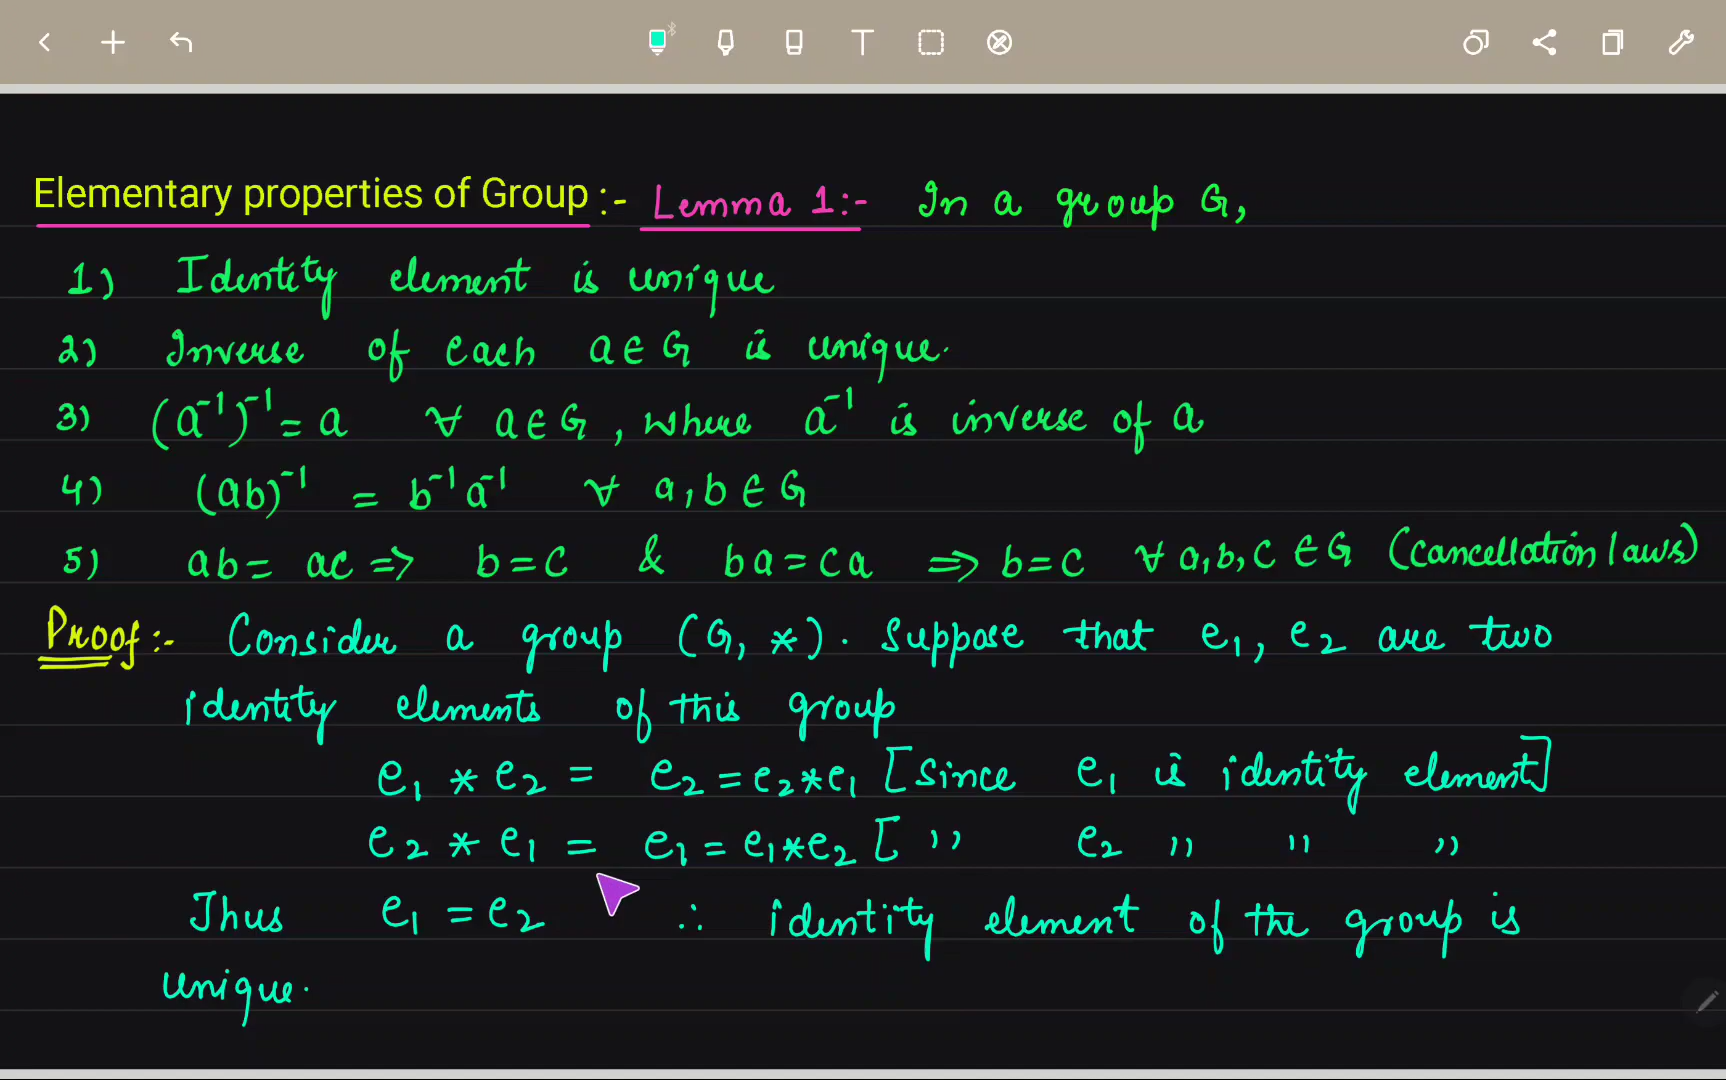 Elementary properties of Group :- Lemma 1:- In a group G,
1) Identity element is unique
2) Inverse of each a∈G is unique.
3) (a⁻¹)⁻¹ = a ∀ a∈G, where a⁻¹ is inverse of a
4) (ab)⁻¹ = b⁻¹a⁻¹ ∀ a,b∈G
5) ab = ac ⇒ b=c & ba=ca ⇒ b=c ∀ a,b,c∈G (cancellation laws)
Proof :- Consider a group (G, *). Suppose that e₁, e₂ are two
identity elements of this group
e₁ * e₂ = e₂ = e₂*e₁ [since e₁ is identity element]
e₂ * e₁ = e₁ = e₁*e₂ [ ,, e₂ ,, ,, ,,
Thus e₁ = e₂ ∴ identity element of the group is
unique.